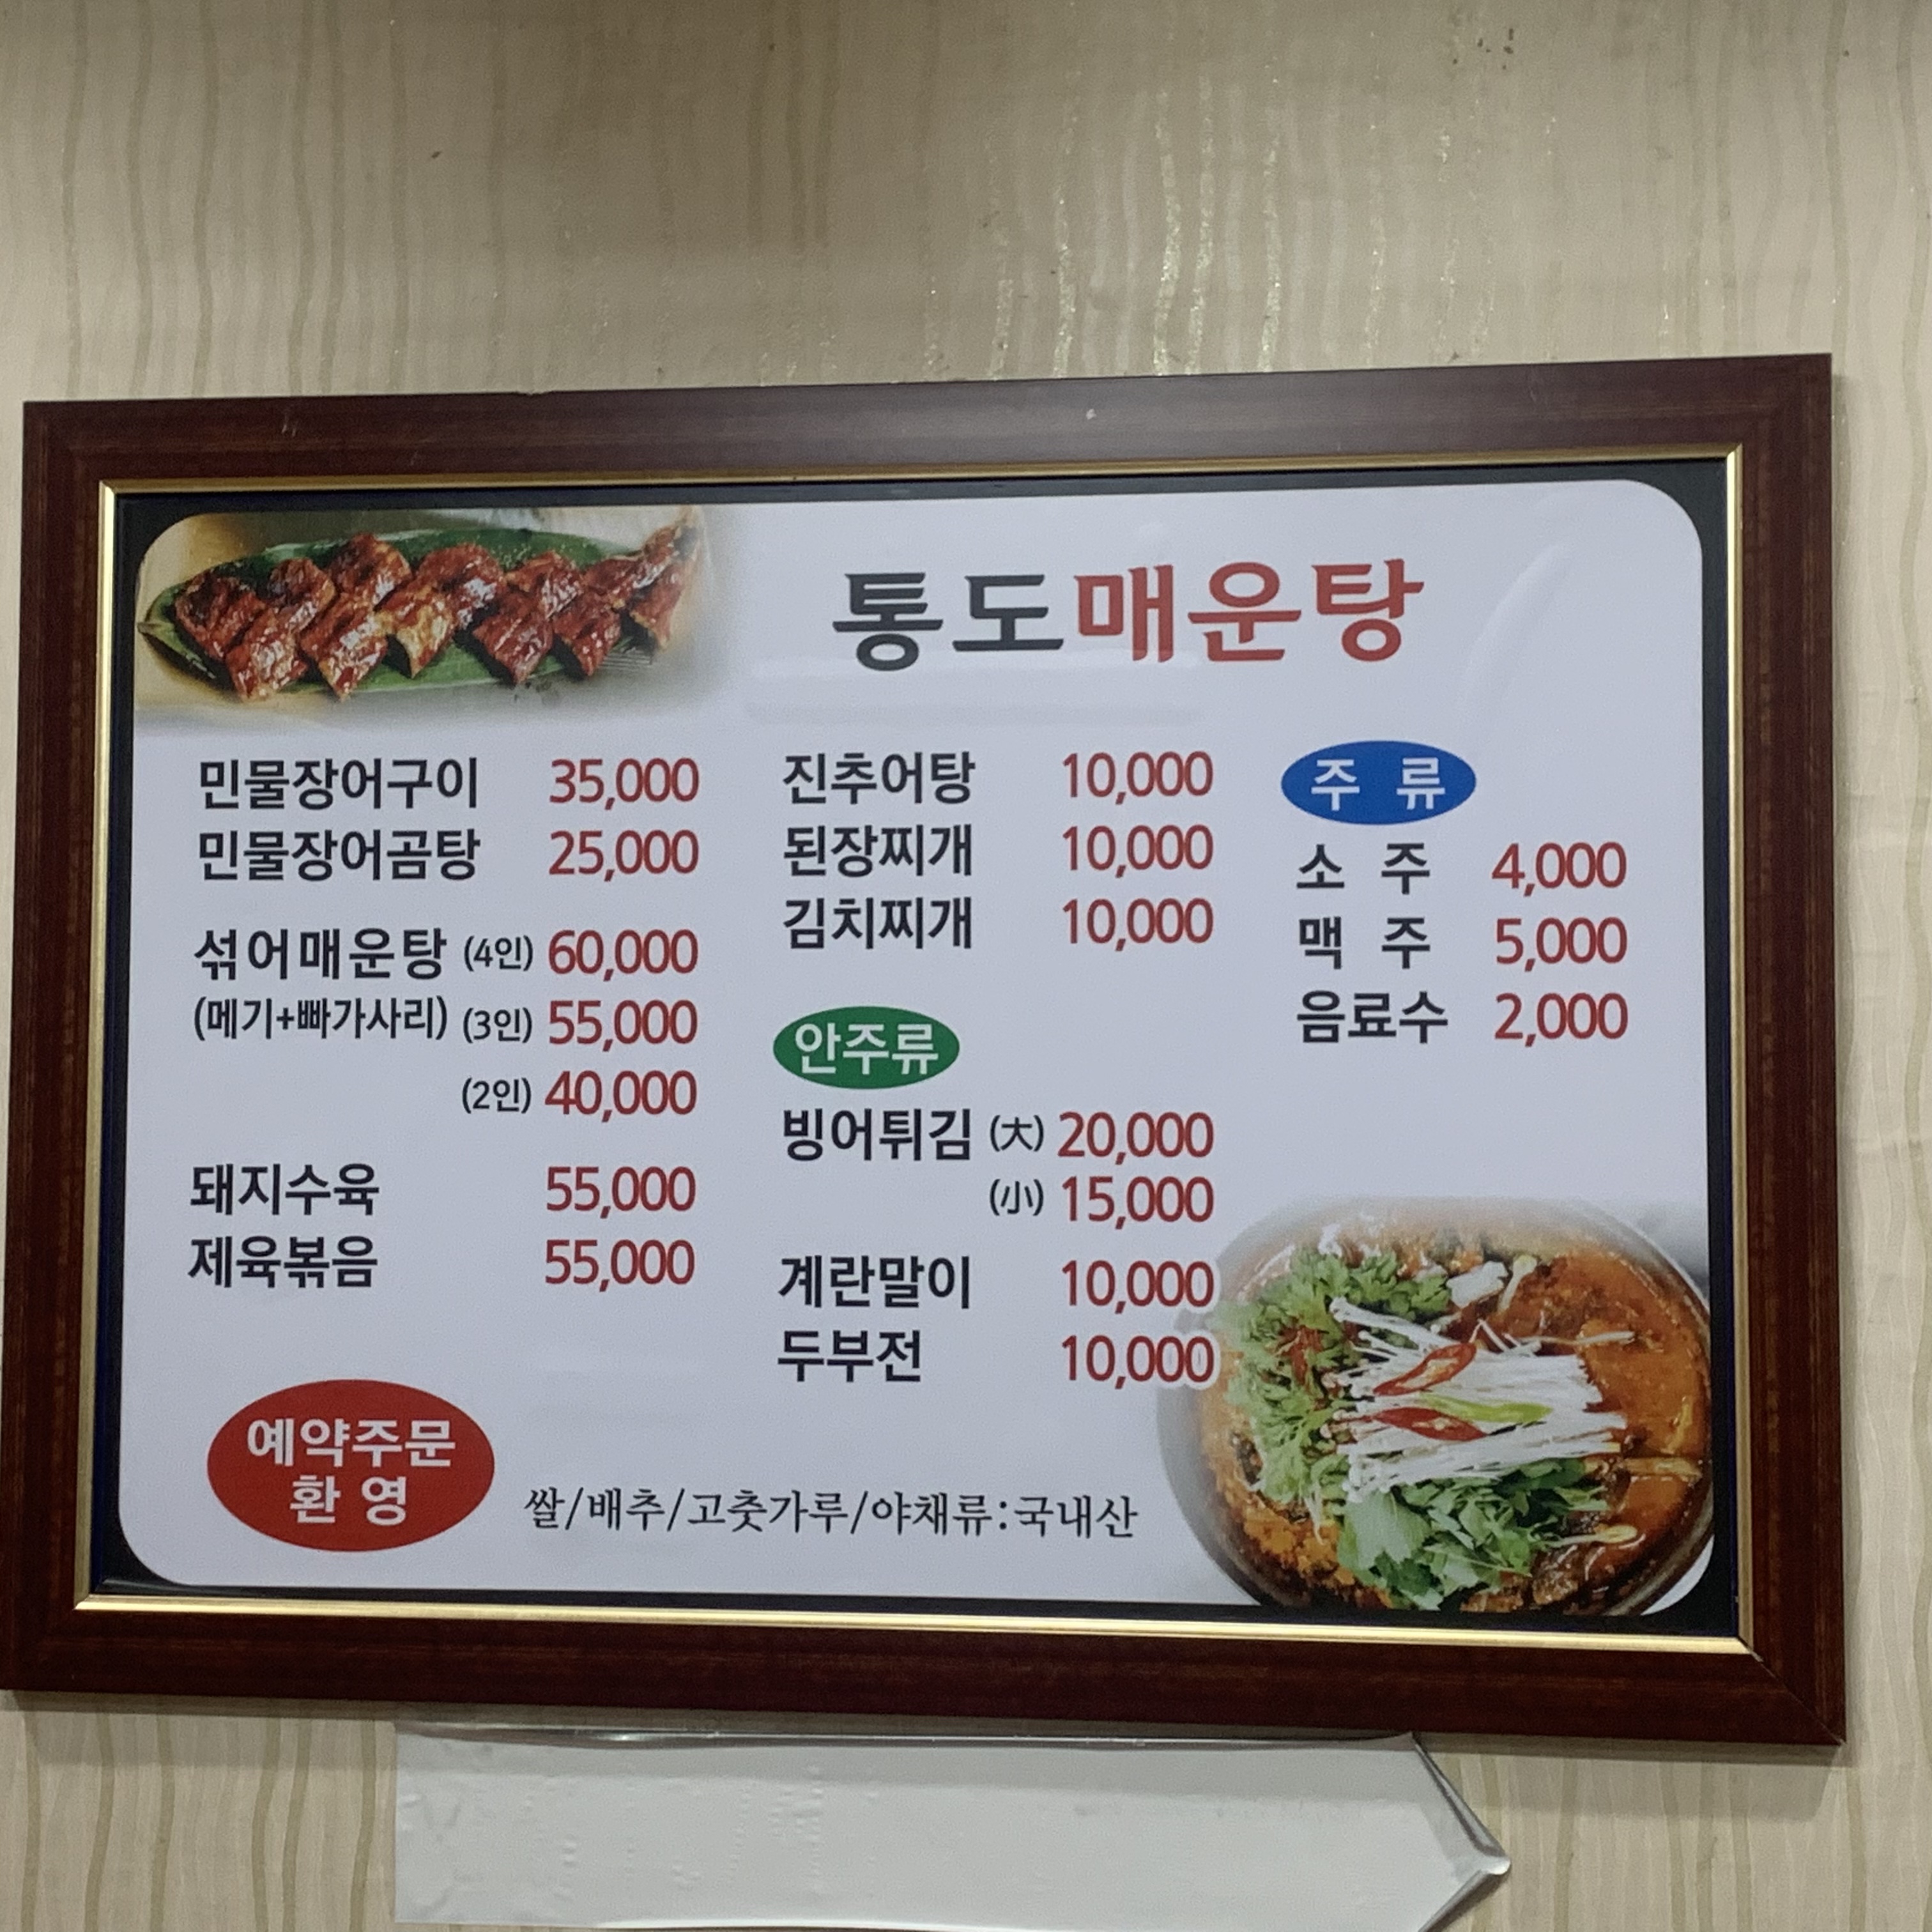 통도매운탕
민물장어구이 35,000
민물장어곰탕 25,000
섞어매운탕 (4인) 60,000
(메기+빠가사리) (3인) 55,000
(2인) 40,000
돼지수육 55,000
제육볶음 55,000
예약주문
환 영
진추어탕 10,000
된장찌개 10,000
김치찌개 10,000
안주류
빙어튀김 (大) 20,000
(小) 15,000
계란말이 10,000
두부전 10,000
주 류
소 주 4,000
맥 주 5,000
음료수 2,000
쌀/배추/고춧가루/야채류:국내산